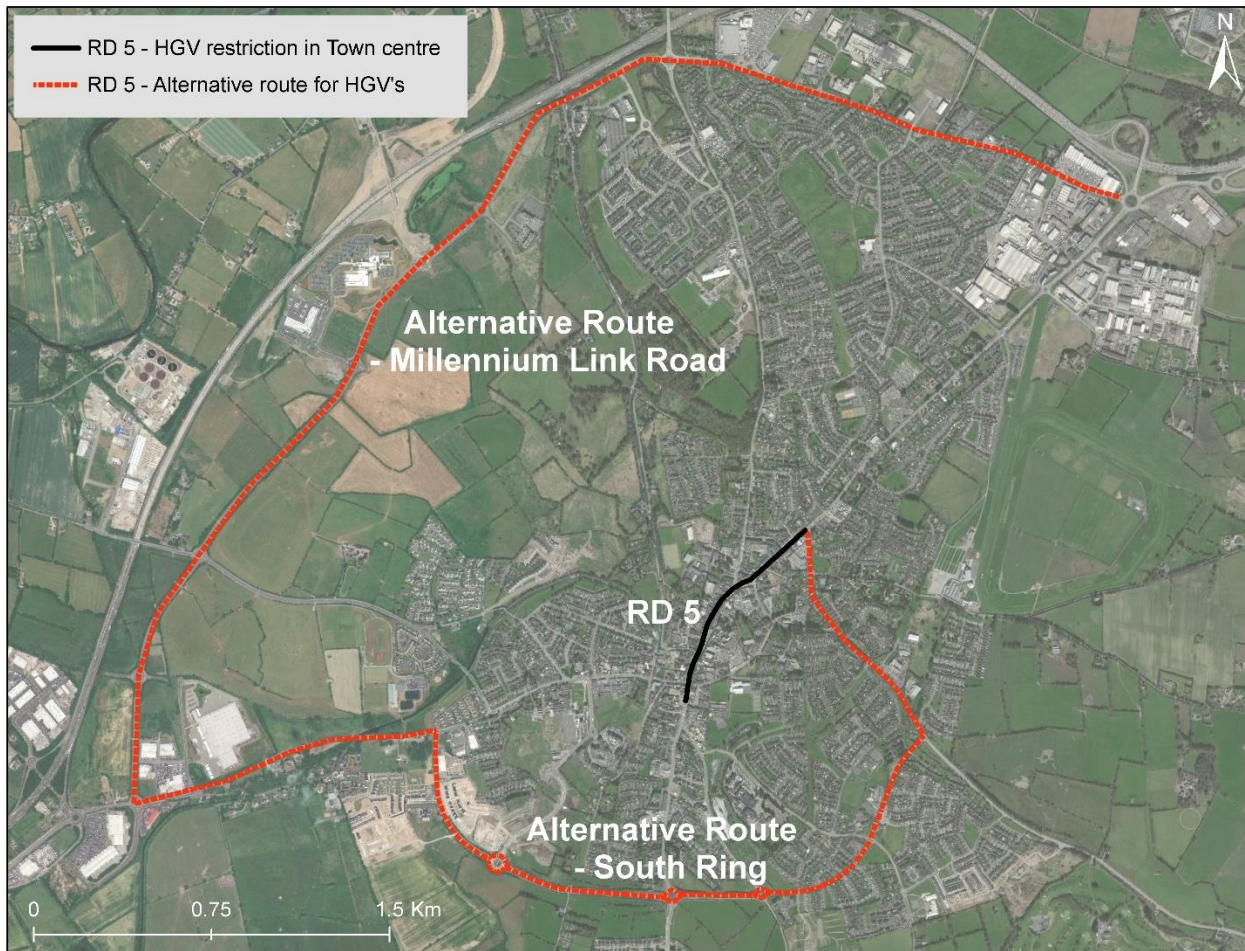 RD 5 - HGV restriction in Town centre
RD 5 - Alternative route for HGV's
N
Alternative Route
- Millennium Link Road
RD 5
Alternative Route
- South Ring
0 0.75 1.5 Km